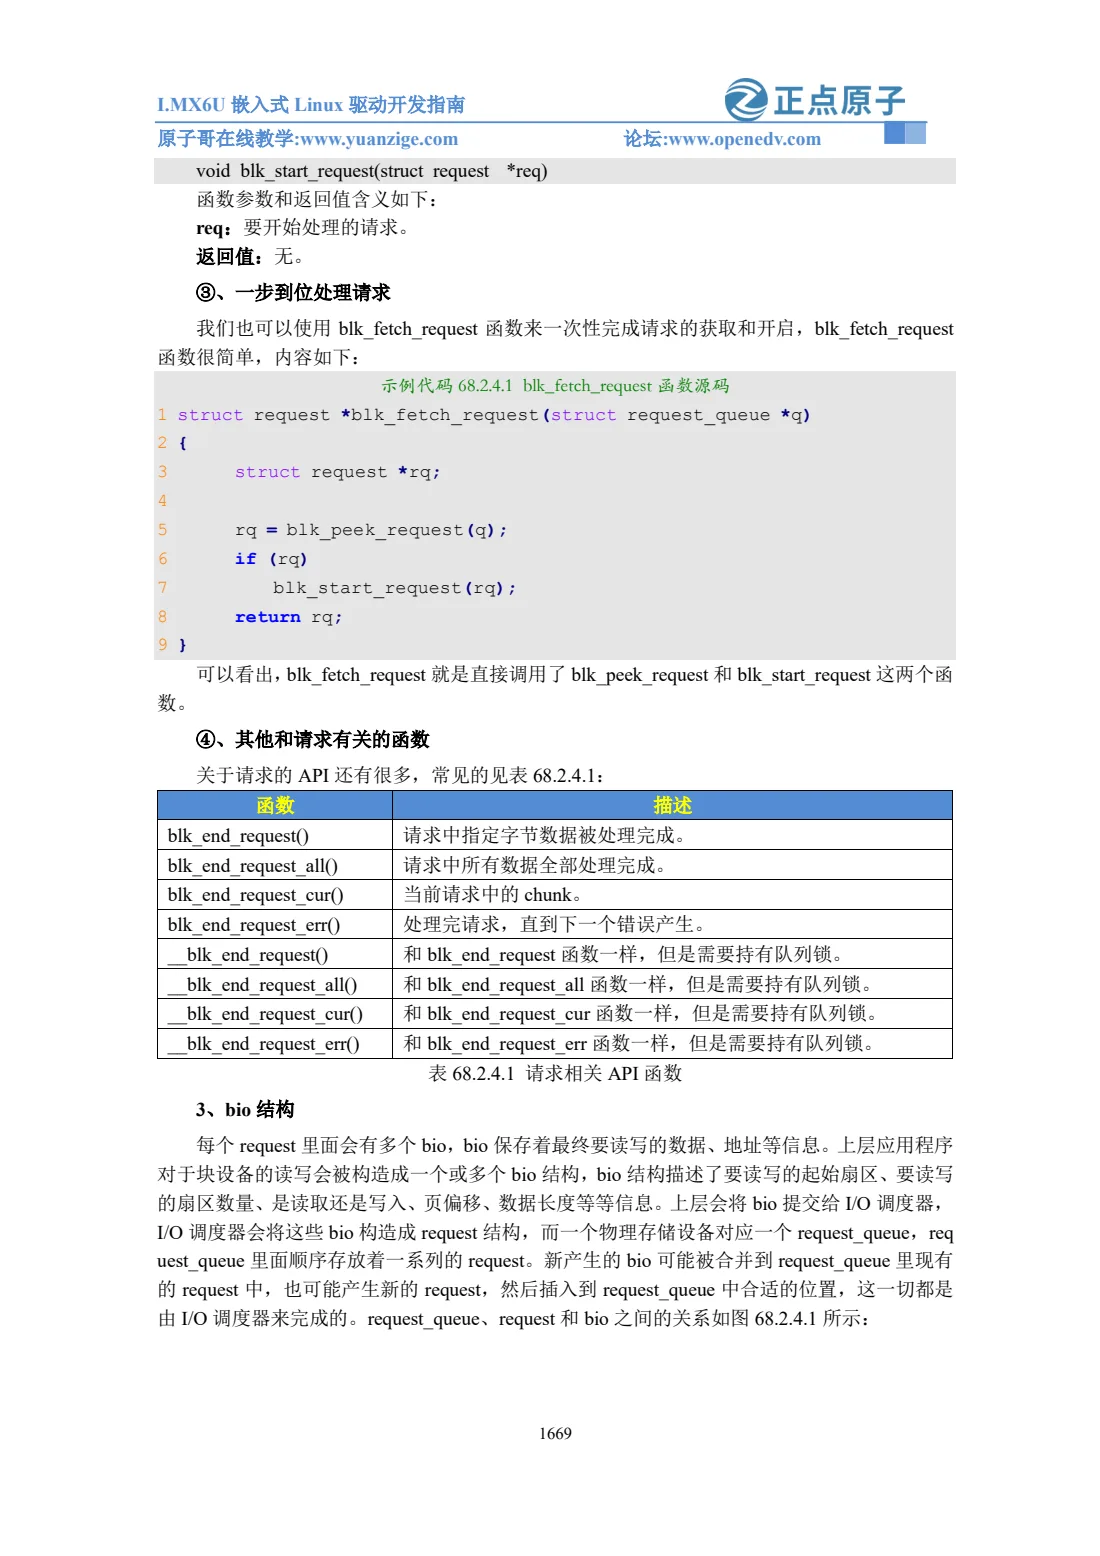 I.MX6U 嵌入式 Linux 驱动开发指南
正点原子
原子哥在线教学:www.yuanzige.com 论坛:www.openedv.com
void blk_start_request(struct request *req)
函数参数和返回值含义如下：
req：要开始处理的请求。
返回值：无。
③、一步到位处理请求
我们也可以使用 blk_fetch_request 函数来一次性完成请求的获取和开启，blk_fetch_request
函数很简单，内容如下：
示例代码 68.2.4.1 blk_fetch_request 函数源码
1 struct request *blk_fetch_request(struct request_queue *q)
2 {
3 struct request *rq;
4
5 rq = blk_peek_request(q);
6 if (rq)
7 blk_start_request(rq);
8 return rq;
9 }
可以看出，blk_fetch_request 就是直接调用了 blk_peek_request 和 blk_start_request 这两个函
数。
④、其他和请求有关的函数
关于请求的 API 还有很多，常见的见表 68.2.4.1：
函数 描述
blk_end_request() 请求中指定字节数据被处理完成。
blk_end_request_all() 请求中所有数据全部处理完成。
blk_end_request_cur() 当前请求中的 chunk。
blk_end_request_err() 处理完请求，直到下一个错误产生。
__blk_end_request() 和 blk_end_request 函数一样，但是需要持有队列锁。
__blk_end_request_all() 和 blk_end_request_all 函数一样，但是需要持有队列锁。
__blk_end_request_cur() 和 blk_end_request_cur 函数一样，但是需要持有队列锁。
__blk_end_request_err() 和 blk_end_request_err 函数一样，但是需要持有队列锁。
表 68.2.4.1 请求相关 API 函数
3、bio 结构
每个 request 里面会有多个 bio，bio 保存着最终要读写的数据、地址等信息。上层应用程序
对于块设备的读写会被构造成一个或多个 bio 结构，bio 结构描述了要读写的起始扇区、要读写
的扇区数量、是读取还是写入、页偏移、数据长度等等信息。上层会将 bio 提交给 I/O 调度器，
I/O 调度器会将这些 bio 构造成 request 结构，而一个物理存储设备对应一个 request_queue，req
uest_queue 里面顺序存放着一系列的 request。新产生的 bio 可能被合并到 request_queue 里现有
的 request 中，也可能产生新的 request，然后插入到 request_queue 中合适的位置，这一切都是
由 I/O 调度器来完成的。request_queue、request 和 bio 之间的关系如图 68.2.4.1 所示：
1669